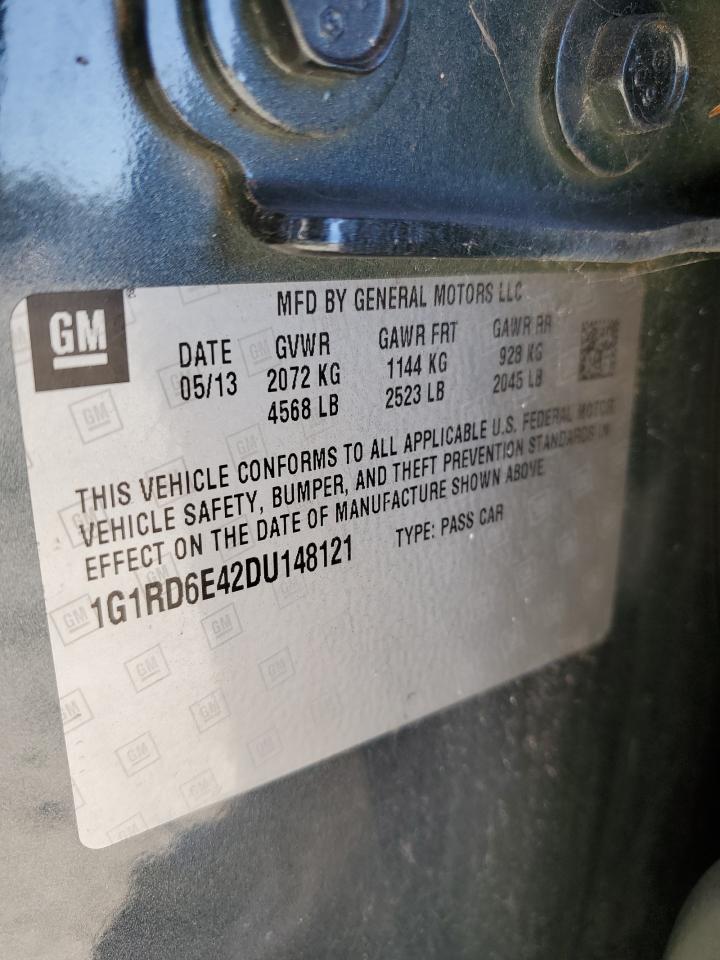 GM
MFD BY GENERAL MOTORS LLC
DATE GVWR GAWR FRT GAWR RR
05/13 2072 KG 1144 KG 928 KG
4568 LB 2523 LB 2045 LB
THIS VEHICLE CONFORMS TO ALL APPLICABLE U.S. FEDERAL MOTOR
VEHICLE SAFETY, BUMPER, AND THEFT PREVENTION STANDARDS IN
EFFECT ON THE DATE OF MANUFACTURE SHOWN ABOVE
1G1RD6E42DU148121 TYPE: PASS CAR